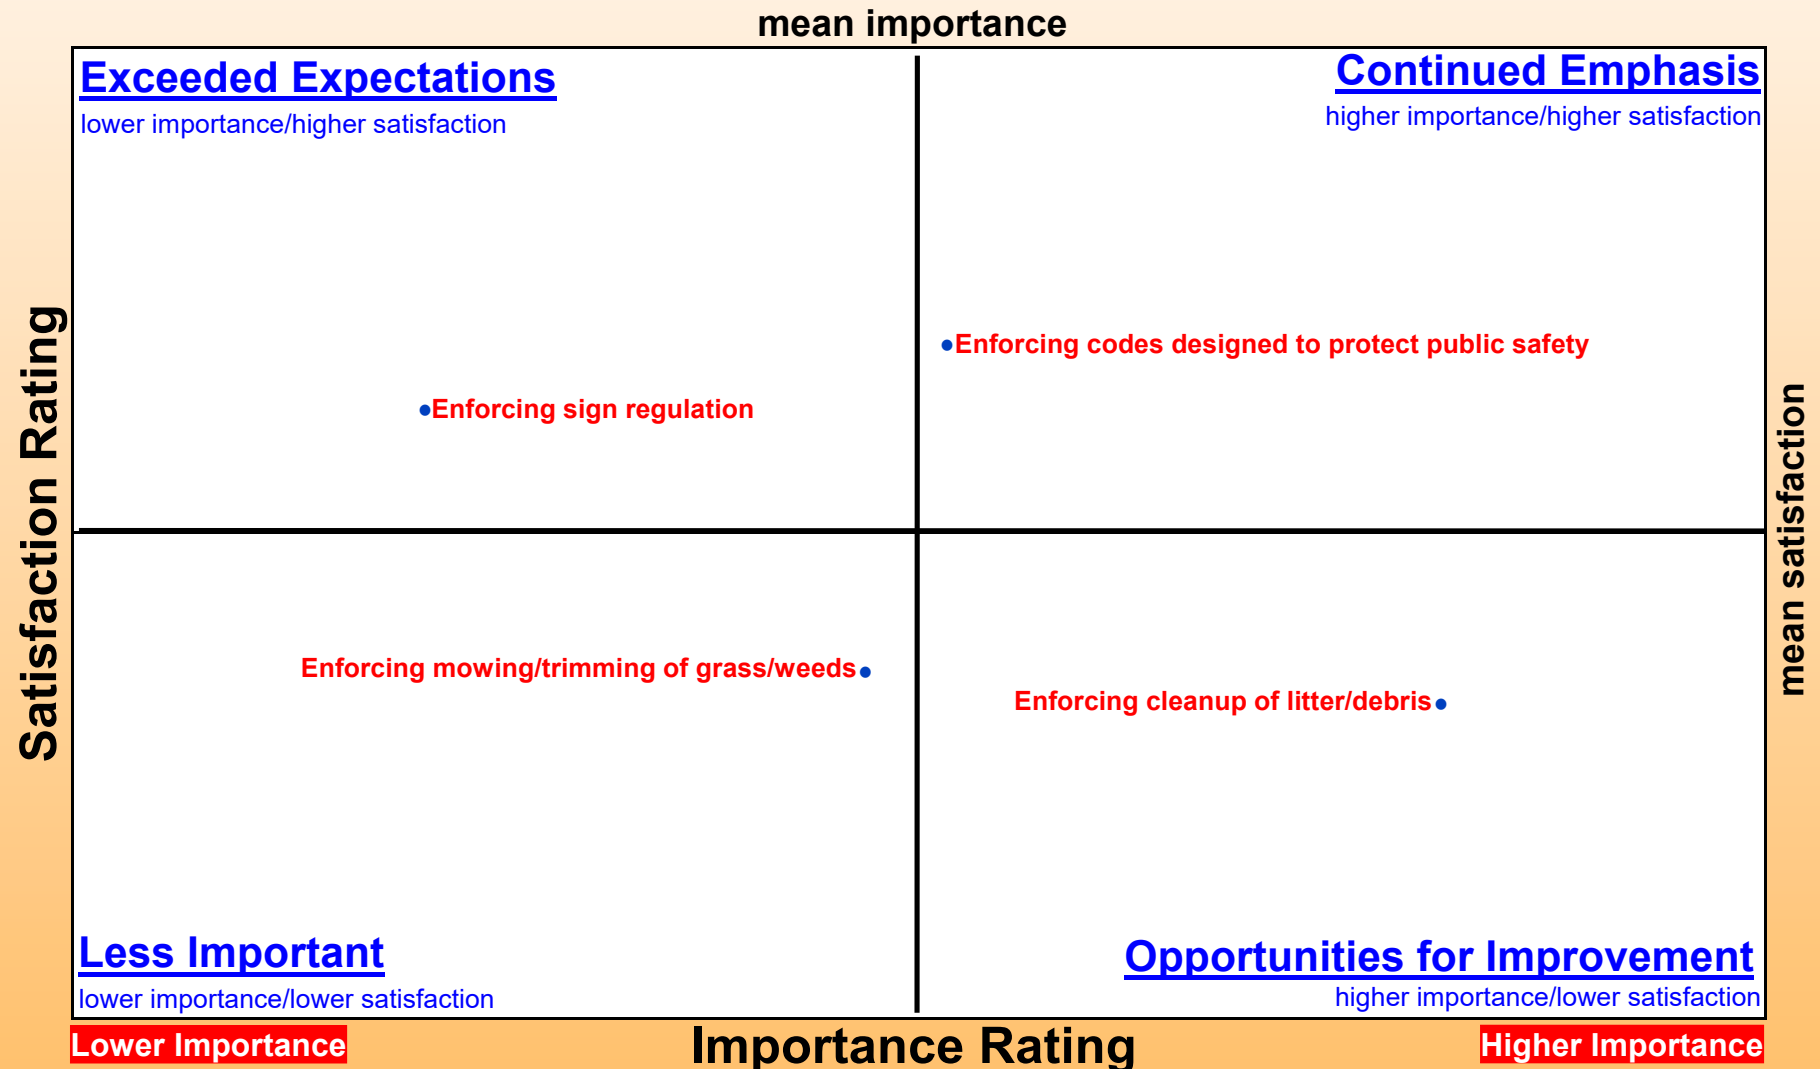 mean importance
Exceeded Expectations
lower importance/higher satisfaction
Continued Emphasis
higher importance/higher satisfaction
Satisfaction Rating
mean satisfaction
Enforcing codes designed to protect public safety
Enforcing sign regulation
Enforcing mowing/trimming of grass/weeds
Enforcing cleanup of litter/debris
Less Important
lower importance/lower satisfaction
Opportunities for Improvement
higher importance/lower satisfaction
Lower Importance
Importance Rating
Higher Importance